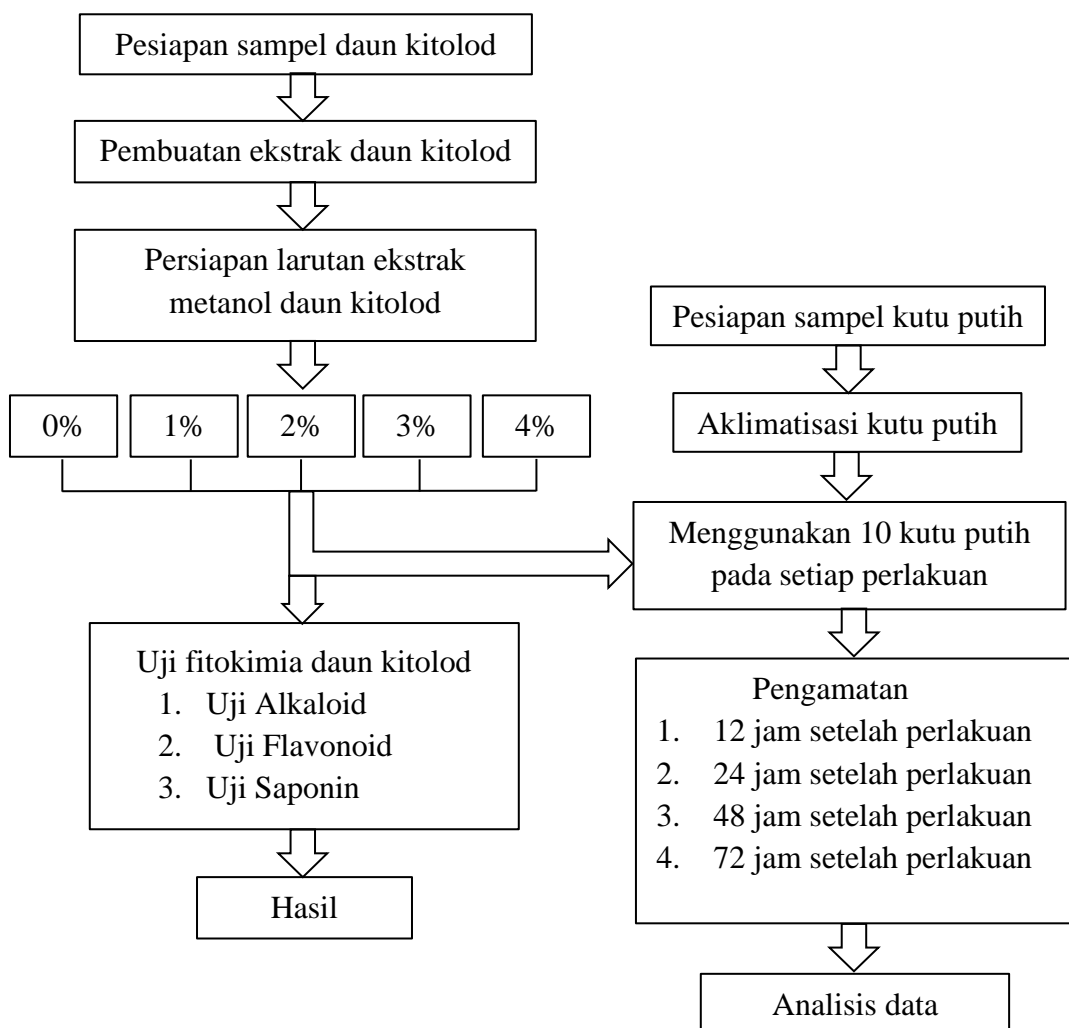 Pesiapan sampel daun kitolod
Pembuatan ekstrak daun kitolod
Persiapan larutan ekstrak
metanol daun kitolod
0% 1% 2% 3% 4%
Uji fitokimia daun kitolod
1. Uji Alkaloid
2. Uji Flavonoid
3. Uji Saponin
Hasil
Pesiapan sampel kutu putih
Aklimatisasi kutu putih
Menggunakan 10 kutu putih
pada setiap perlakuan
Pengamatan
1. 12 jam setelah perlakuan
2. 24 jam setelah perlakuan
3. 48 jam setelah perlakuan
4. 72 jam setelah perlakuan
Analisis data